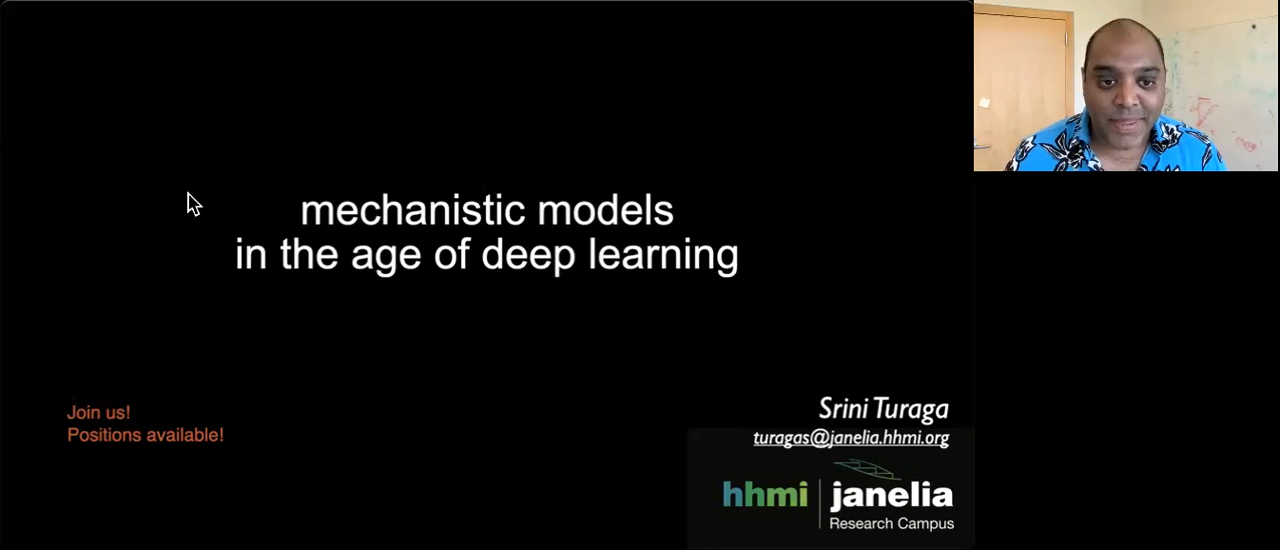 mechanistic models
in the age of deep learning
Join us!
Positions available!
Srini Turaga
turagas@janelia.hhmi.org
hhmi janelia
Research Campus